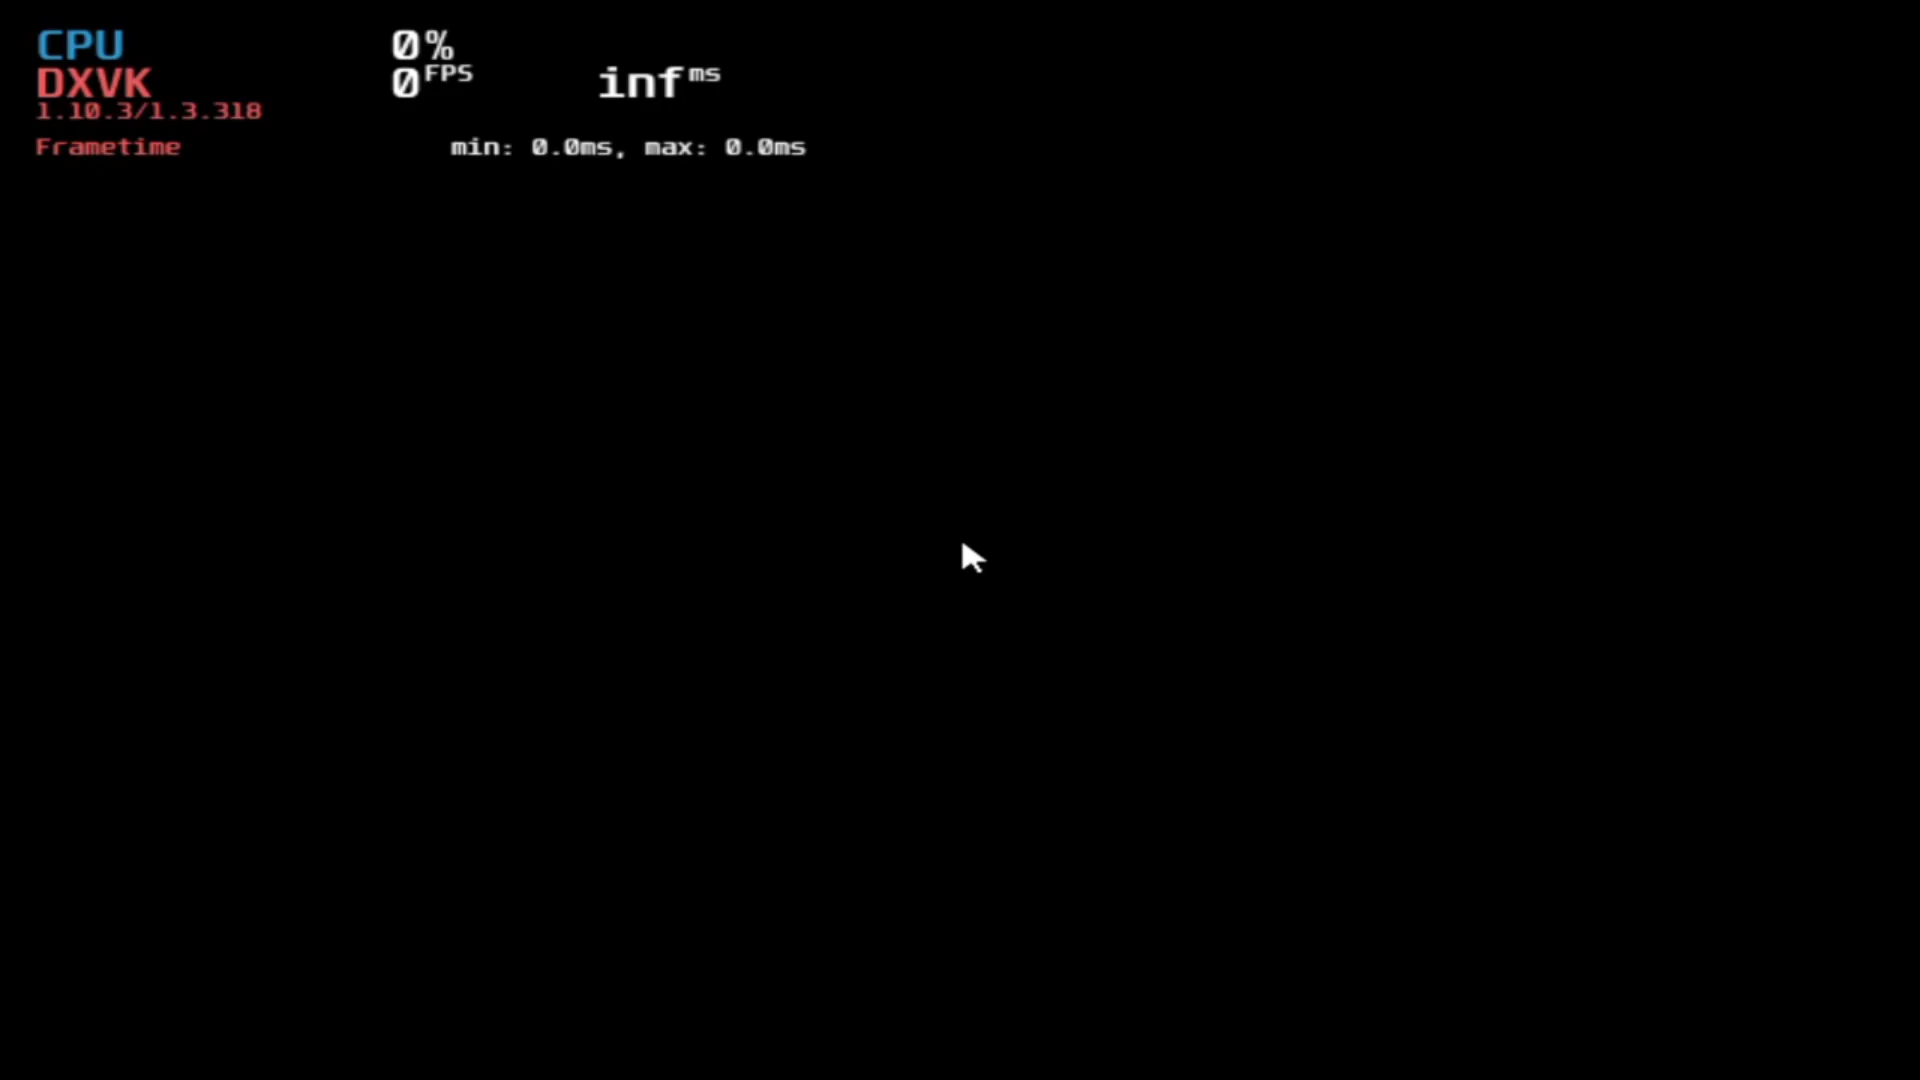 CPU 0%
DXVK 0FPS inf ms
1.10.3/1.3.318
Frametime min: 0.0ms, max: 0.0ms